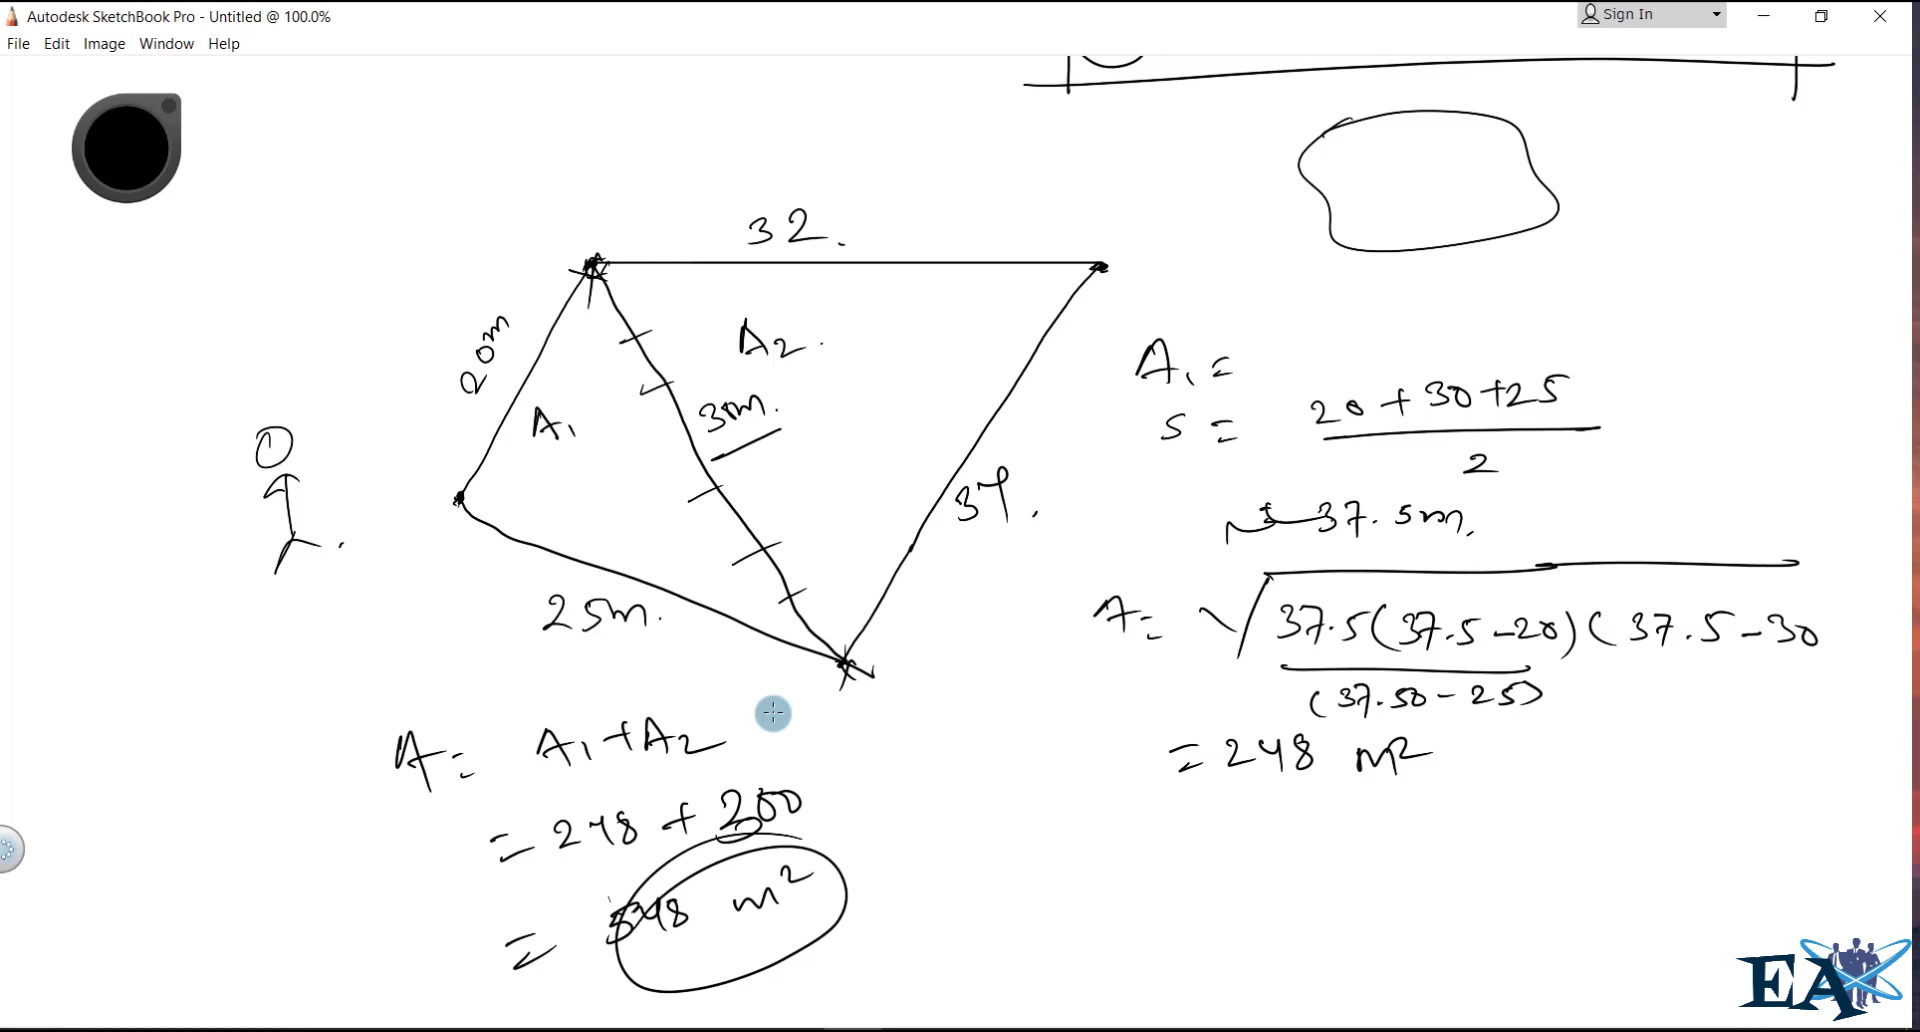 Autodesk SketchBook Pro - Untitled @ 100.0%
Sign In
File Edit Image Window Help
32.
20m
A2.
30m.
A1
25m.
A1 =
S = 20 + 30 + 25
2
37.5m.
A = √37.5(37.5-20)(37.5-30
(37.50-25)
= 248 m²
A = A1 + A2
= 248 + 300
= 548 m²
EA